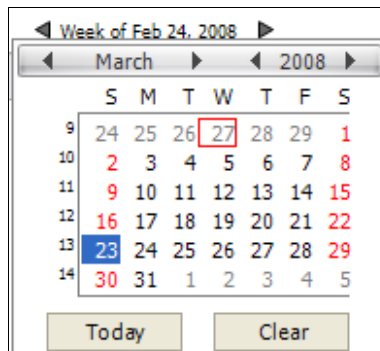 Week of Feb 24, 2008
March 2008
S M T W T F S
9 24 25 26 27 28 29 1
10 2 3 4 5 6 7 8
11 9 10 11 12 13 14 15
12 16 17 18 19 20 21 22
13 23 24 25 26 27 28 29
14 30 31 1 2 3 4 5
Today Clear